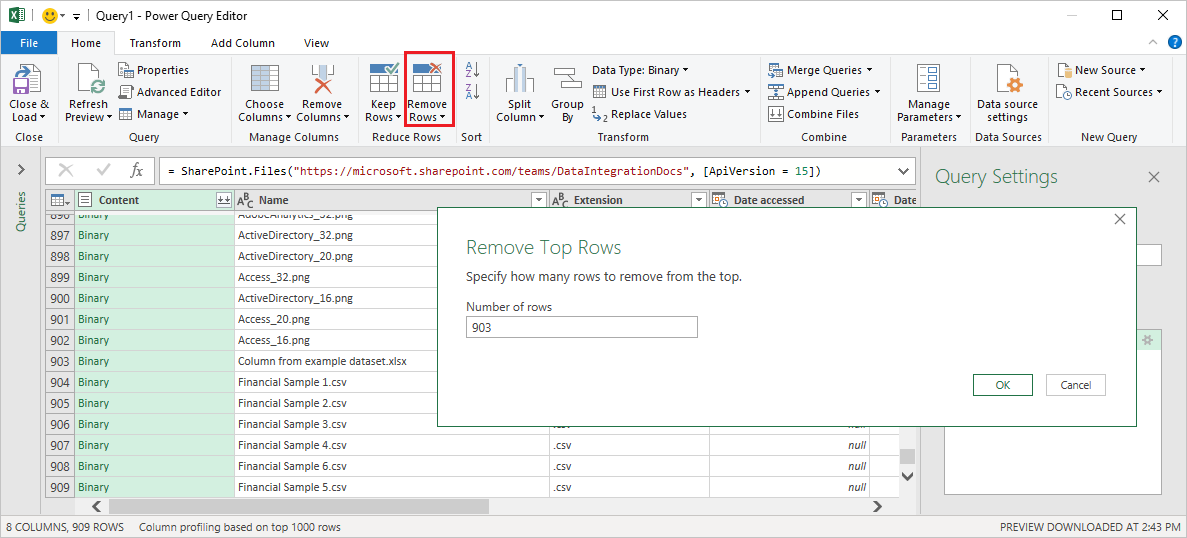 Query1 - Power Query Editor
File Home Transform Add Column View
Close & Load
Close
Refresh Preview
Properties
Advanced Editor
Manage
Query
Choose Columns
Remove Columns
Manage Columns
Keep Rows
Remove Rows
Reduce Rows
A Z
Z A
Sort
Split Column
Group By
Data Type: Binary
Use First Row as Headers
1 2 Replace Values
Transform
Merge Queries
Append Queries
Combine Files
Combine
Manage Parameters
Parameters
Data source settings
Data Sources
New Source
Recent Sources
New Query
Queries
fx = SharePoint.Files("https://microsoft.sharepoint.com/teams/DataIntegrationDocs", [ApiVersion = 15])
Query Settings
Content ABC Name ABC Extension Date accessed Date
896 Binary AdobeAnalytics_32.png
897 Binary ActiveDirectory_32.png
898 Binary ActiveDirectory_20.png
899 Binary Access_32.png
900 Binary ActiveDirectory_16.png
901 Binary Access_20.png
902 Binary Access_16.png
903 Binary Column from example dataset.xlsx
904 Binary Financial Sample 1.csv
905 Binary Financial Sample 2.csv
906 Binary Financial Sample 3.csv .csv null
907 Binary Financial Sample 4.csv .csv null
908 Binary Financial Sample 6.csv .csv null
909 Binary Financial Sample 5.csv .csv null
Remove Top Rows
Specify how many rows to remove from the top.
Number of rows
903
OK Cancel
8 COLUMNS, 909 ROWS Column profiling based on top 1000 rows PREVIEW DOWNLOADED AT 2:43 PM